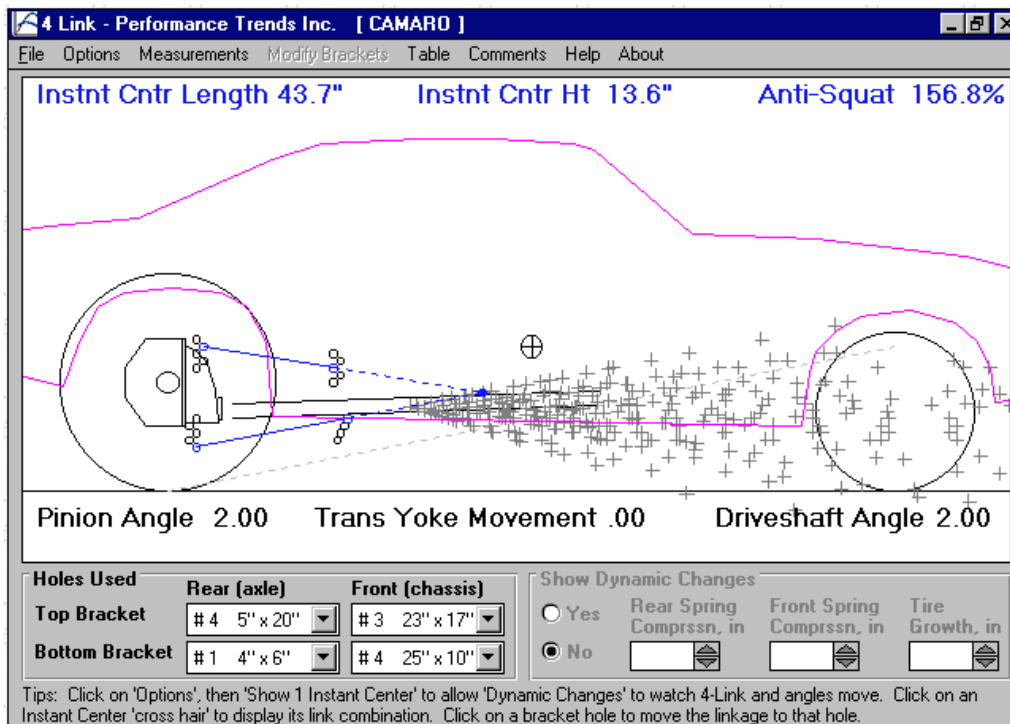 4 Link - Performance Trends Inc. [ CAMARO ]
File Options Measurements Modify Brackets Table Comments Help About
Instnt Cntr Length 43.7" Instnt Cntr Ht 13.6" Anti-Squat 156.8%
Pinion Angle 2.00 Trans Yoke Movement .00 Driveshaft Angle 2.00
Holes Used
Rear (axle) Front (chassis)
Top Bracket # 4 5" x 20" # 3 23" x 17"
Bottom Bracket # 1 4" x 6" # 4 25" x 10"
Show Dynamic Changes
Yes
No
Rear Spring
Comprssn, in
Front Spring
Comprssn, in
Tire
Growth, in
Tips: Click on 'Options', then 'Show 1 Instant Center' to allow 'Dynamic Changes' to watch 4-Link and angles move. Click on an
Instant Center 'cross hair' to display its link combination. Click on a bracket hole to move the linkage to that hole.